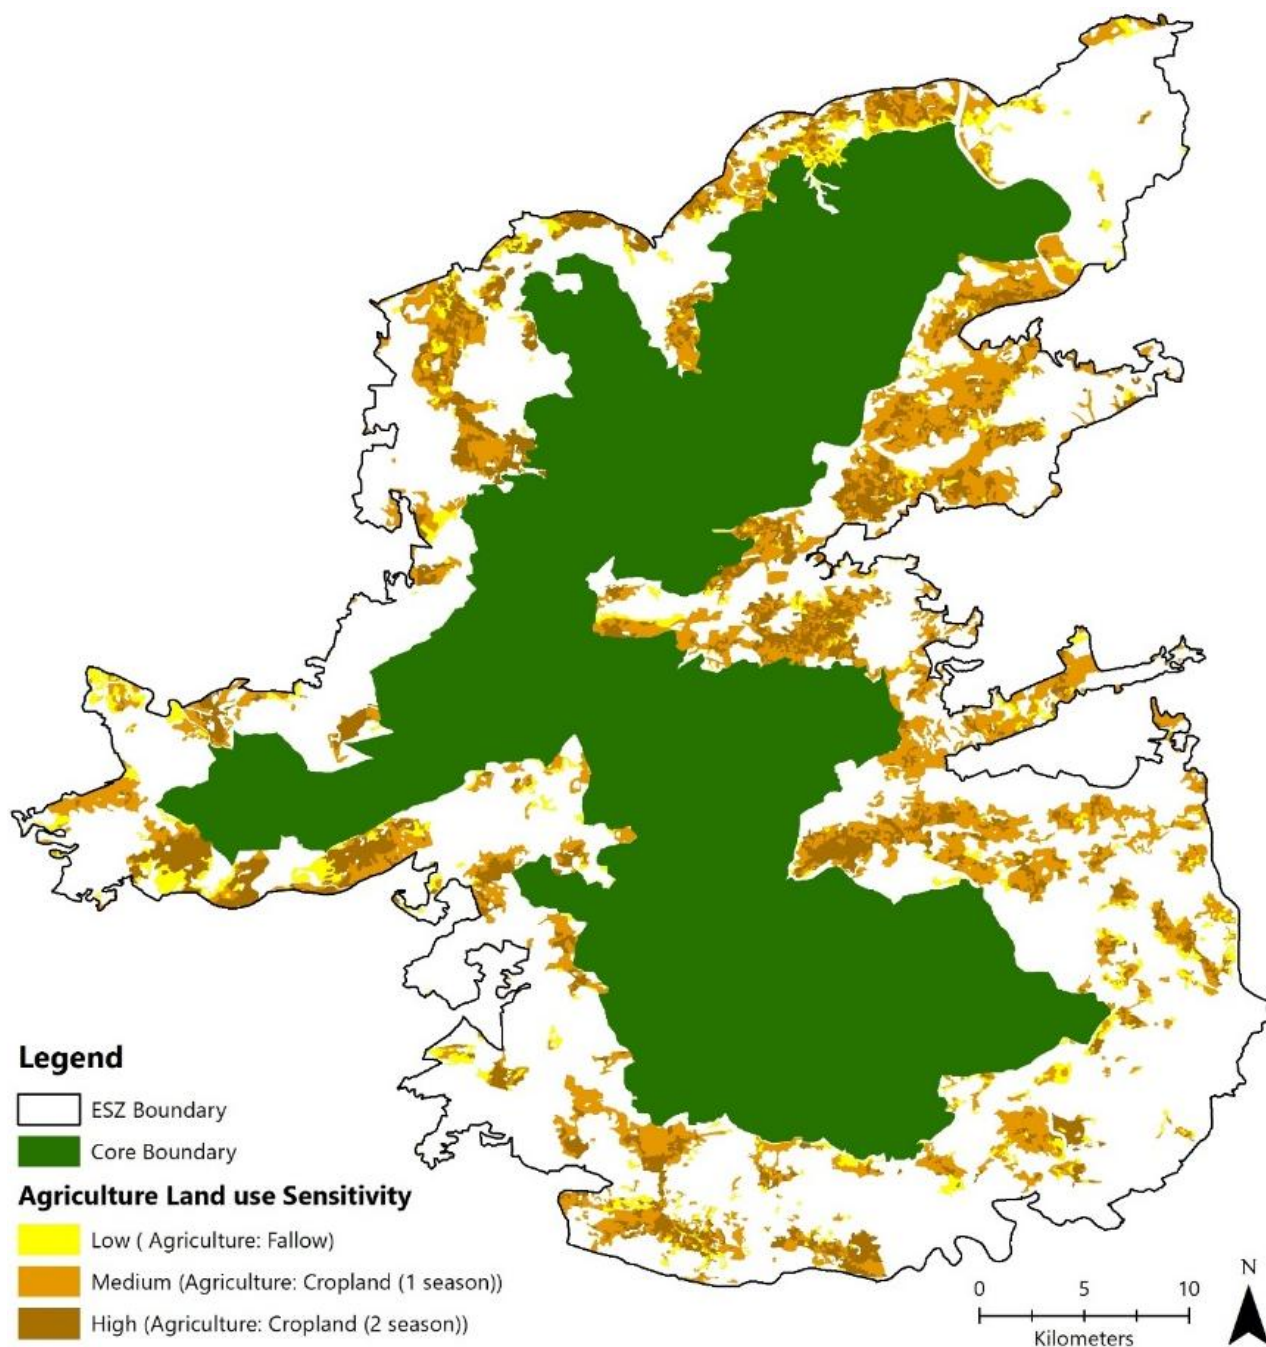 Legend
ESZ Boundary
Core Boundary
Agriculture Land use Sensitivity
Low ( Agriculture: Fallow)
Medium (Agriculture: Cropland (1 season))
High (Agriculture: Cropland (2 season))
0 5 10
Kilometers
N